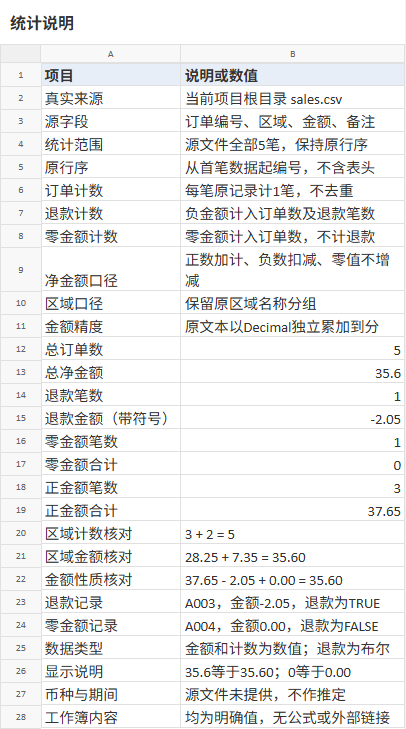 统计说明
A B
1 项目 说明或数值
2 真实来源 当前项目根目录 sales.csv
3 源字段 订单编号、区域、金额、备注
4 统计范围 源文件全部5笔，保持原行序
5 原行序 从首笔数据起编号，不含表头
6 订单计数 每笔原记录计1笔，不去重
7 退款计数 负金额计入订单数及退款笔数
8 零金额计数 零金额计入订单数，不计退款
9 净金额口径 正数加计、负数扣减、零值不增
减
10 区域口径 保留原区域名称分组
11 金额精度 原文本以Decimal独立累加到分
12 总订单数 5
13 总净金额 35.6
14 退款笔数 1
15 退款金额（带符号） -2.05
16 零金额笔数 1
17 零金额合计 0
18 正金额笔数 3
19 正金额合计 37.65
20 区域计数核对 3 + 2 = 5
21 区域金额核对 28.25 + 7.35 = 35.60
22 金额性质核对 37.65 - 2.05 + 0.00 = 35.60
23 退款记录 A003，金额-2.05，退款为TRUE
24 零金额记录 A004，金额0.00，退款为FALSE
25 数据类型 金额和计数为数值；退款为布尔
26 显示说明 35.6等于35.60；0等于0.00
27 币种与期间 源文件未提供，不作推定
28 工作簿内容 均为明确值，无公式或外部链接